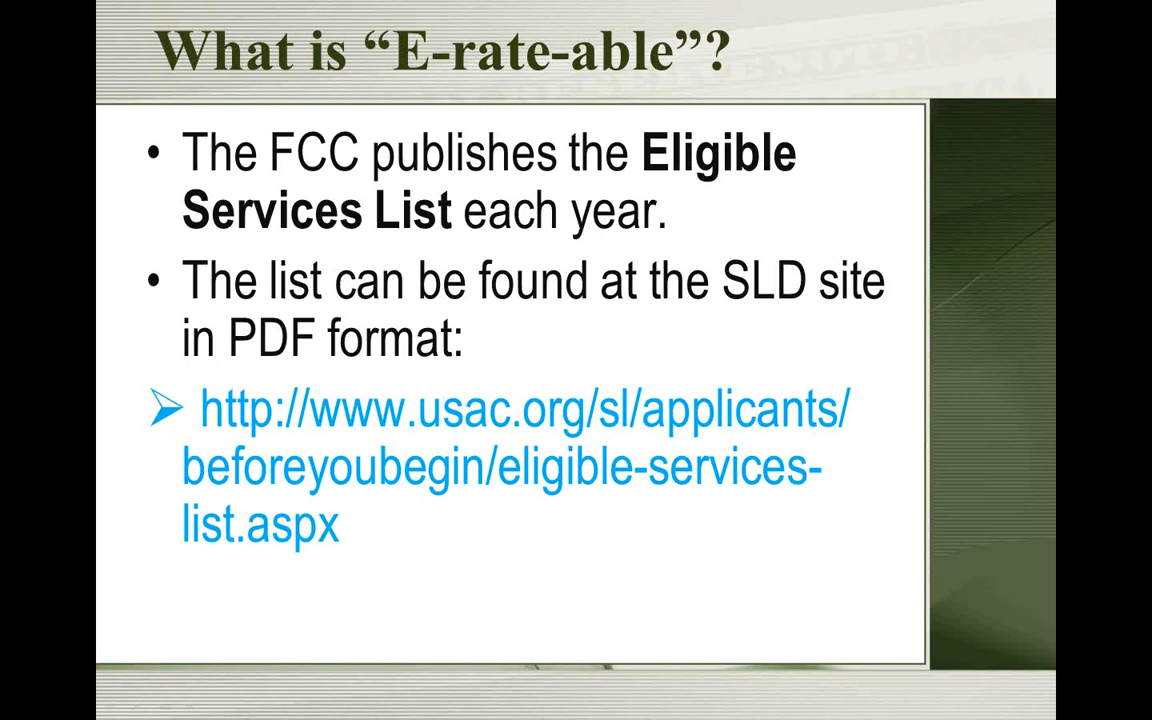 What is “E-rate-able”?
• The FCC publishes the Eligible
Services List each year.
• The list can be found at the SLD site
in PDF format:
➢ http://www.usac.org/sl/applicants/
beforeyoubegin/eligible-services-
list.aspx